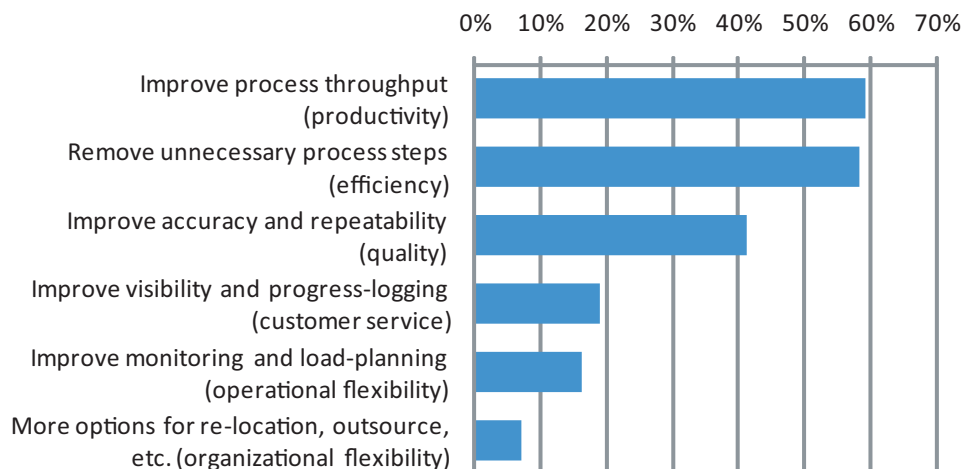 0% 10% 20% 30% 40% 50% 60% 70%
Improve process throughput
(productivity)
Remove unnecessary process steps
(efficiency)
Improve accuracy and repeatability
(quality)
Improve visibility and progress-logging
(customer service)
Improve monitoring and load-planning
(operational flexibility)
More options for re-location, outsource,
etc. (organizational flexibility)